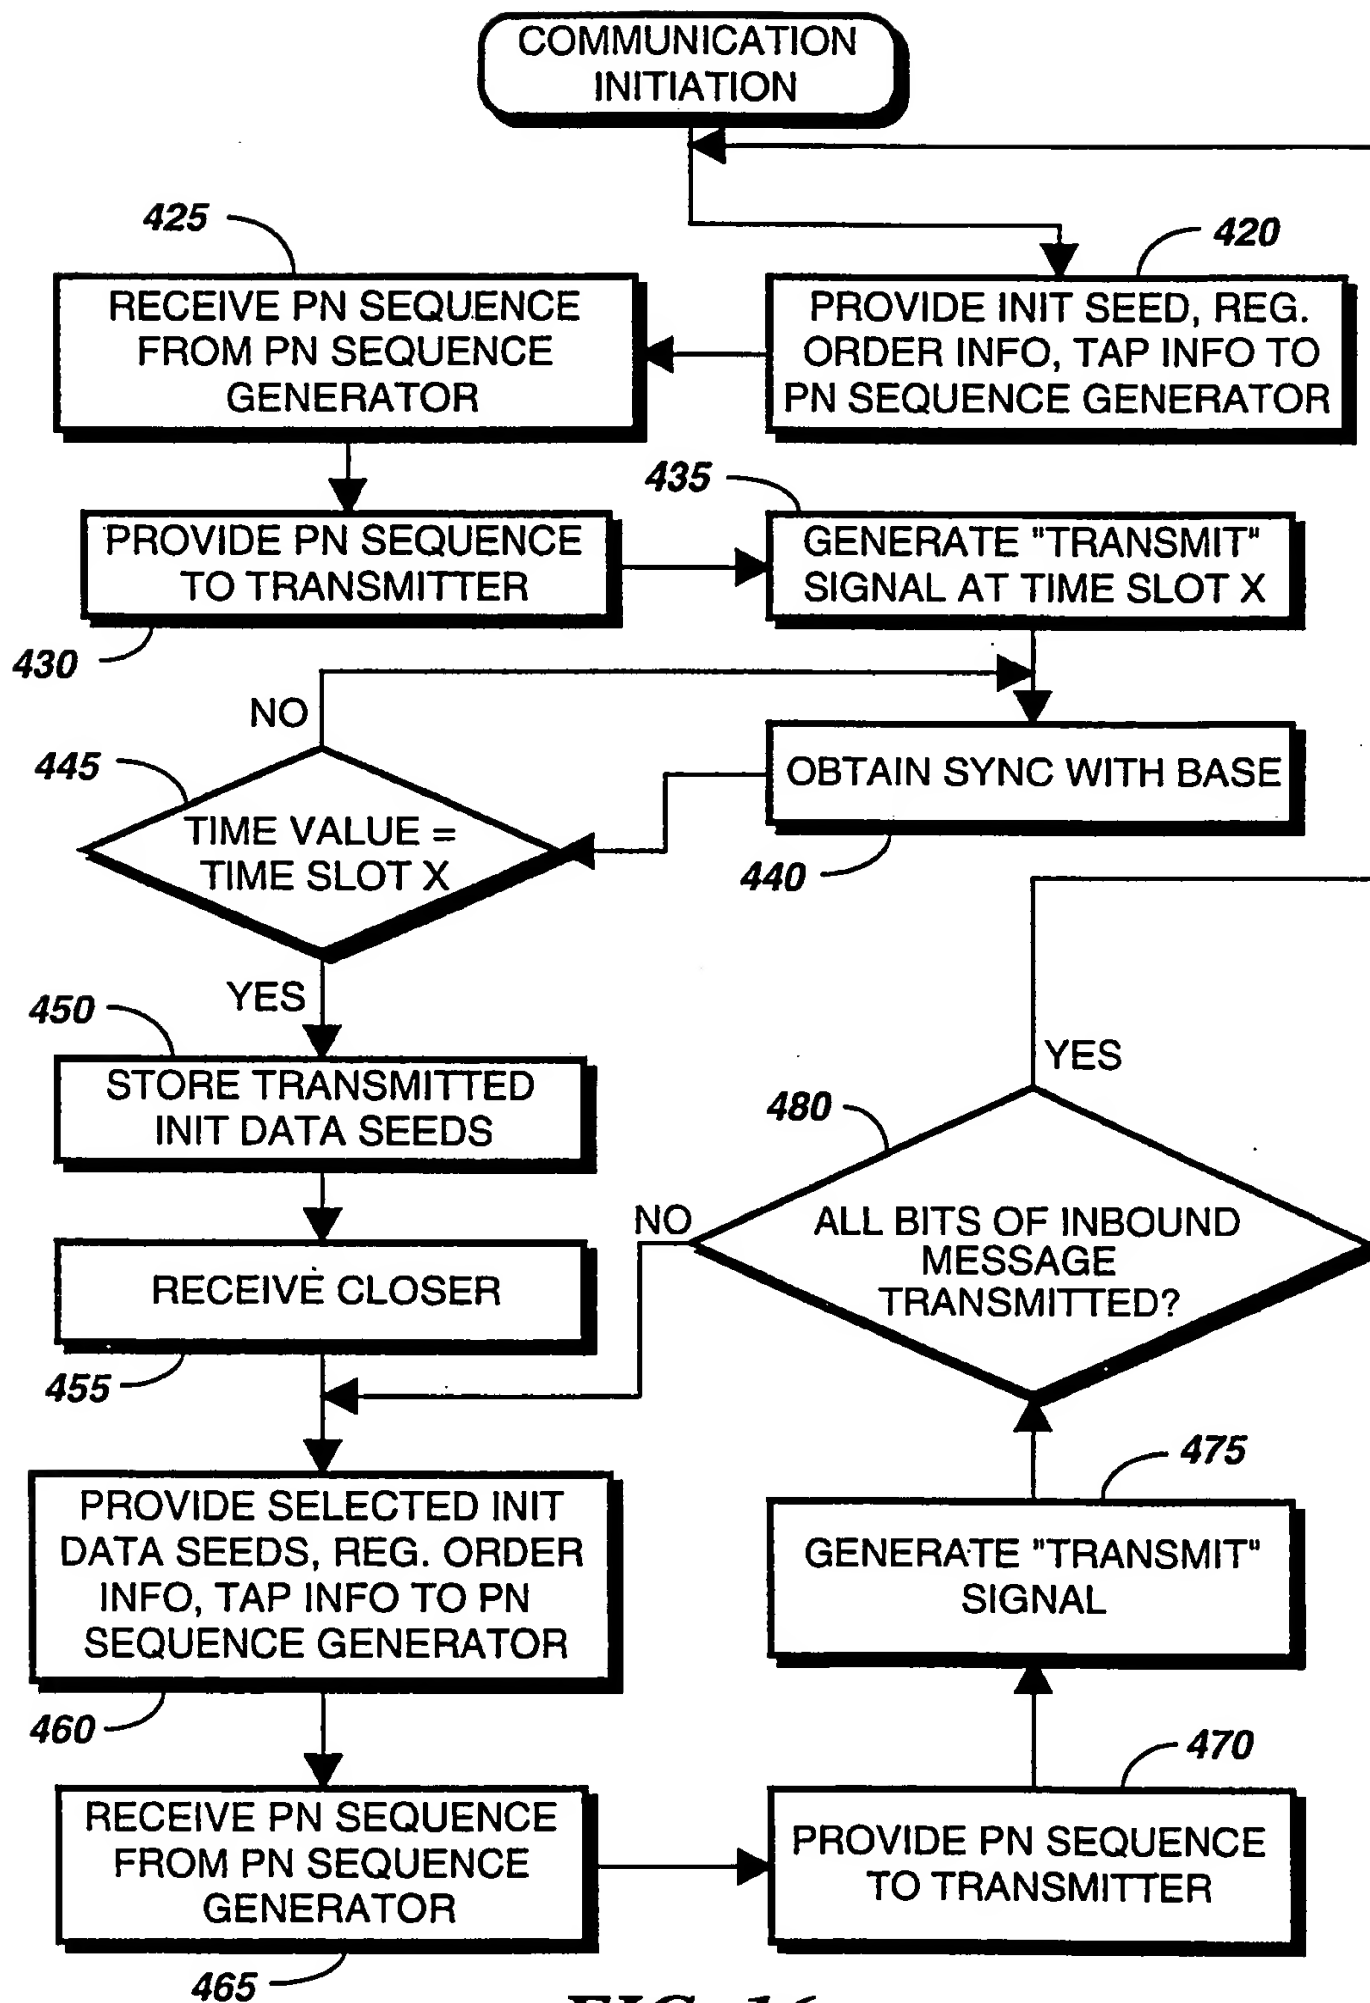 COMMUNICATION
INITIATION
425
420
RECEIVE PN SEQUENCE
FROM PN SEQUENCE
GENERATOR
PROVIDE INIT SEED, REG.
ORDER INFO, TAP INFO TO
PN SEQUENCE GENERATOR
435
PROVIDE PN SEQUENCE
TO TRANSMITTER
GENERATE "TRANSMIT"
SIGNAL AT TIME SLOT X
430
NO
445
TIME VALUE =
TIME SLOT X
OBTAIN SYNC WITH BASE
440
YES
450
STORE TRANSMITTED
INIT DATA SEEDS
YES
480
NO
ALL BITS OF INBOUND
MESSAGE
TRANSMITTED?
RECEIVE CLOSER
455
475
PROVIDE SELECTED INIT
DATA SEEDS, REG. ORDER
INFO, TAP INFO TO PN
SEQUENCE GENERATOR
GENERATE "TRANSMIT"
SIGNAL
460
470
RECEIVE PN SEQUENCE
FROM PN SEQUENCE
GENERATOR
PROVIDE PN SEQUENCE
TO TRANSMITTER
465